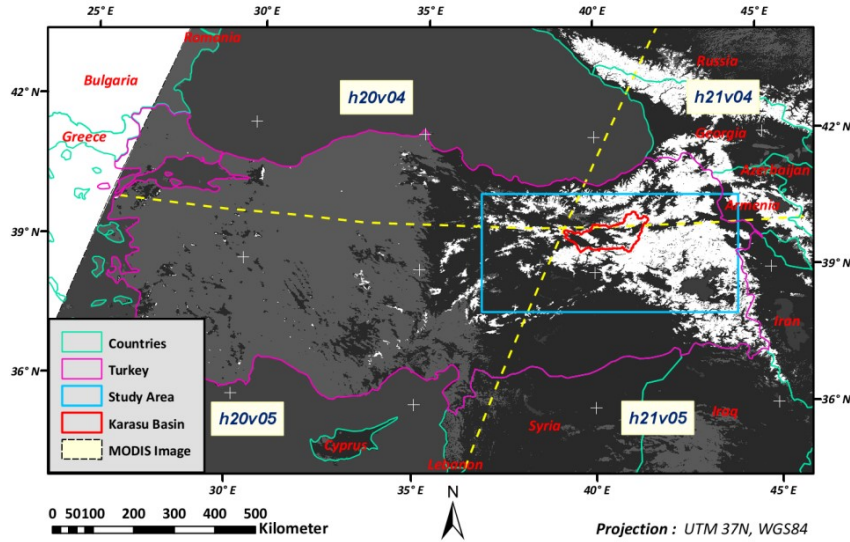 25° E 30° E 35° E 40° E 45° E
Romania
Russia
Bulgaria
h20v04
h21v04
42° N
42° N
Greece
Georgia
Azerbaijan
Armenia
39° N
39° N
Iran
Countries
Turkey
Study Area
Karasu Basin
MODIS Image
36° N
36° N
h20v05
h21v05
Iraq
Syria
Cyprus
Lebanon
30° E 35° E 40° E 45° E
0 50100 200 300 400 500
Kilometer
N
Projection : UTM 37N, WGS84